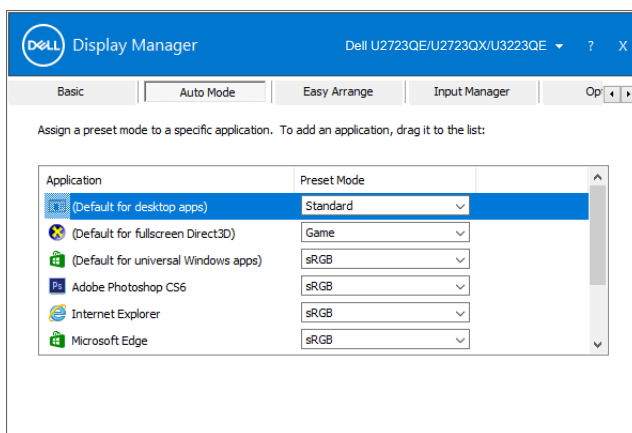 DELL Display Manager Dell U2723QE/U2723QX/U3223QE ? X
Basic Auto Mode Easy Arrange Input Manager Op
Assign a preset mode to a specific application. To add an application, drag it to the list:
Application Preset Mode
(Default for desktop apps) Standard
(Default for fullscreen Direct3D) Game
(Default for universal Windows apps) sRGB
Ps Adobe Photoshop CS6 sRGB
Internet Explorer sRGB
Microsoft Edge sRGB